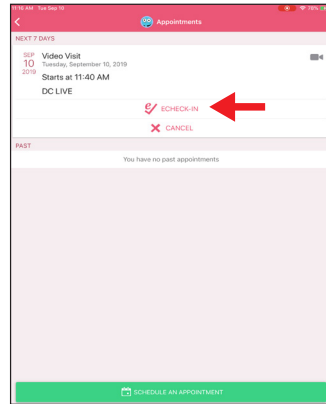 11:16 AM Tue Sep 10
78%
Appointments
NEXT 7 DAYS
SEP
10
2019
Video Visit
Tuesday, September 10, 2019
Starts at 11:40 AM
DC LIVE
ECHECK-IN
CANCEL
PAST
You have no past appointments
SCHEDULE AN APPOINTMENT